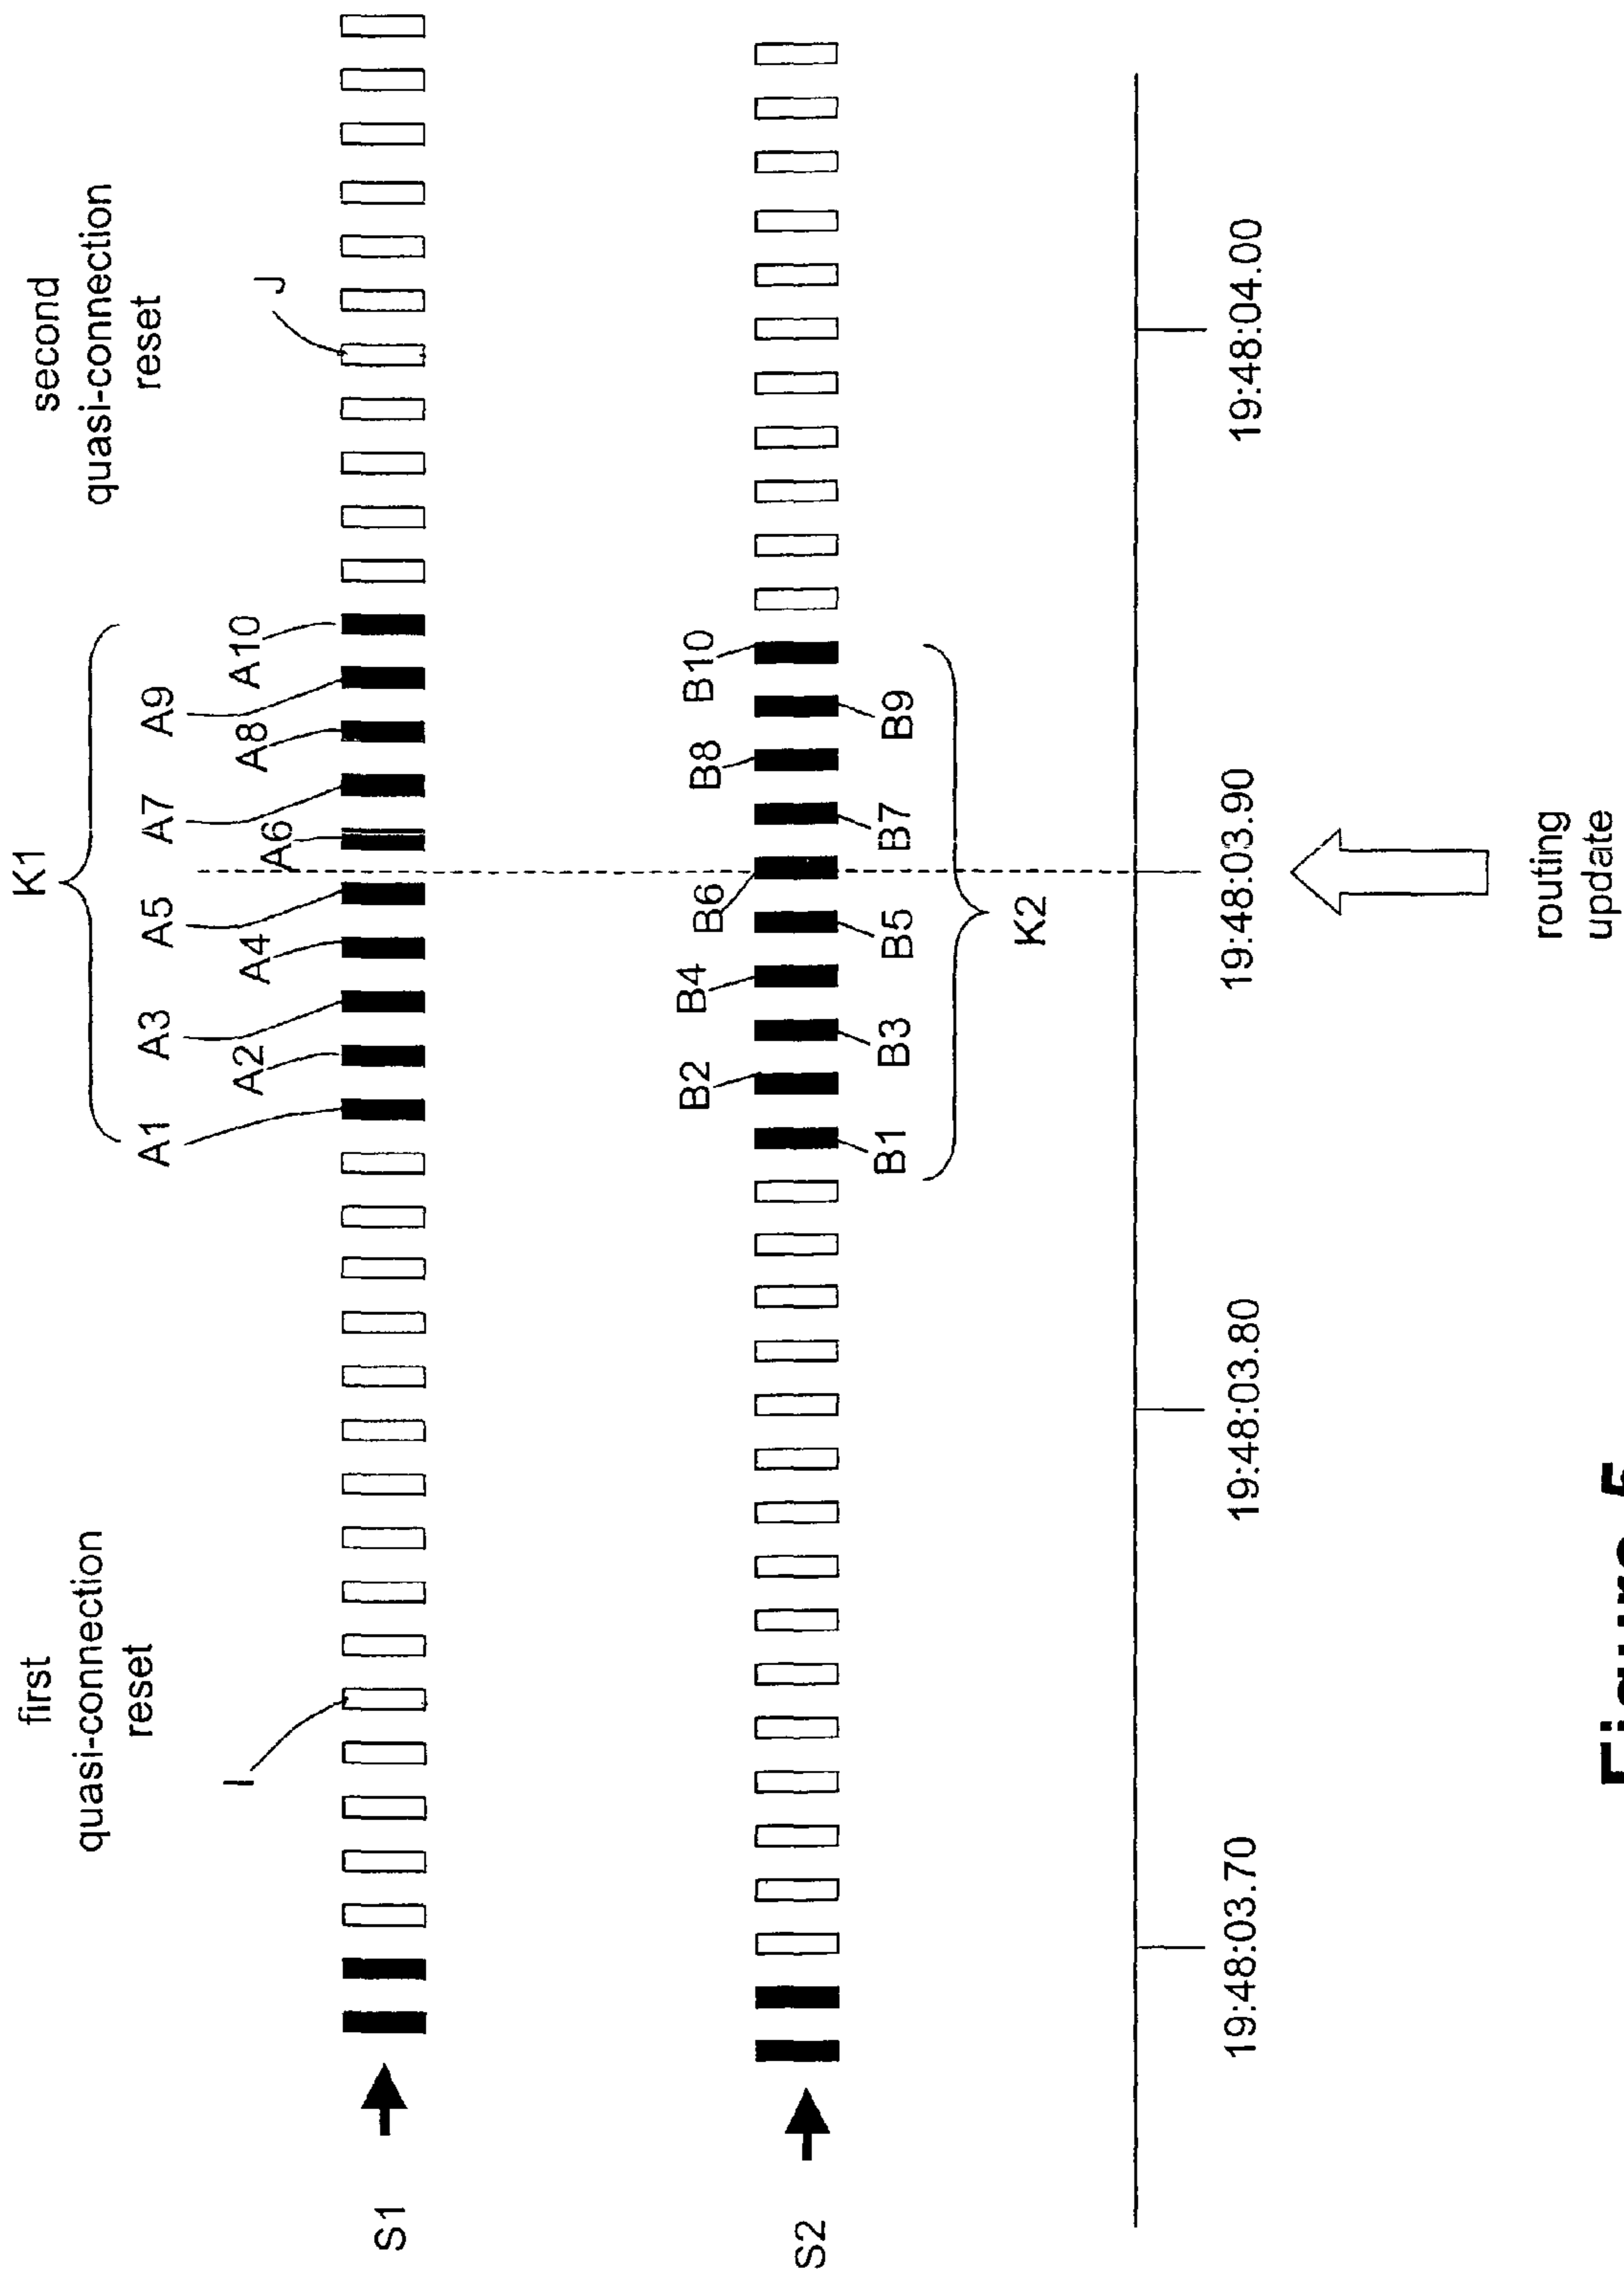 first
quasi-connection
reset
second
quasi-connection
reset
K1
A1
A2
A3
A4
A5
A6
A7
A8
A9
A10
I
J
S1
S2
B1
B2
B3
B4
B5
B6
B7
B8
B9
B10
K2
19:48:03.70
19:48:03.80
19:48:03.90
19:48:04.00
routing
update
Figure 5